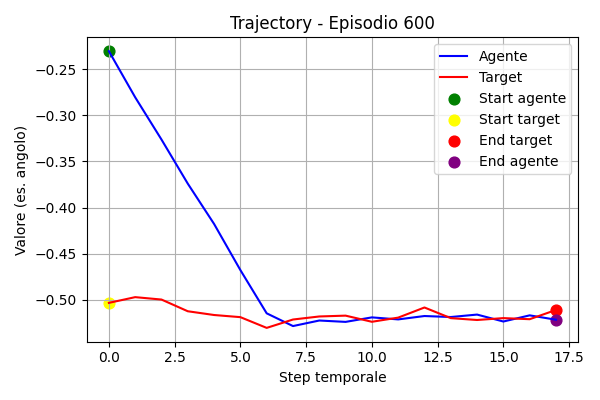 Trajectory - Episodio 600
Agente
Target
Start agente
Start target
End target
End agente
Valore (es. angolo)
−0.25
−0.30
−0.35
−0.40
−0.45
−0.50
0.0 2.5 5.0 7.5 10.0 12.5 15.0 17.5
Step temporale